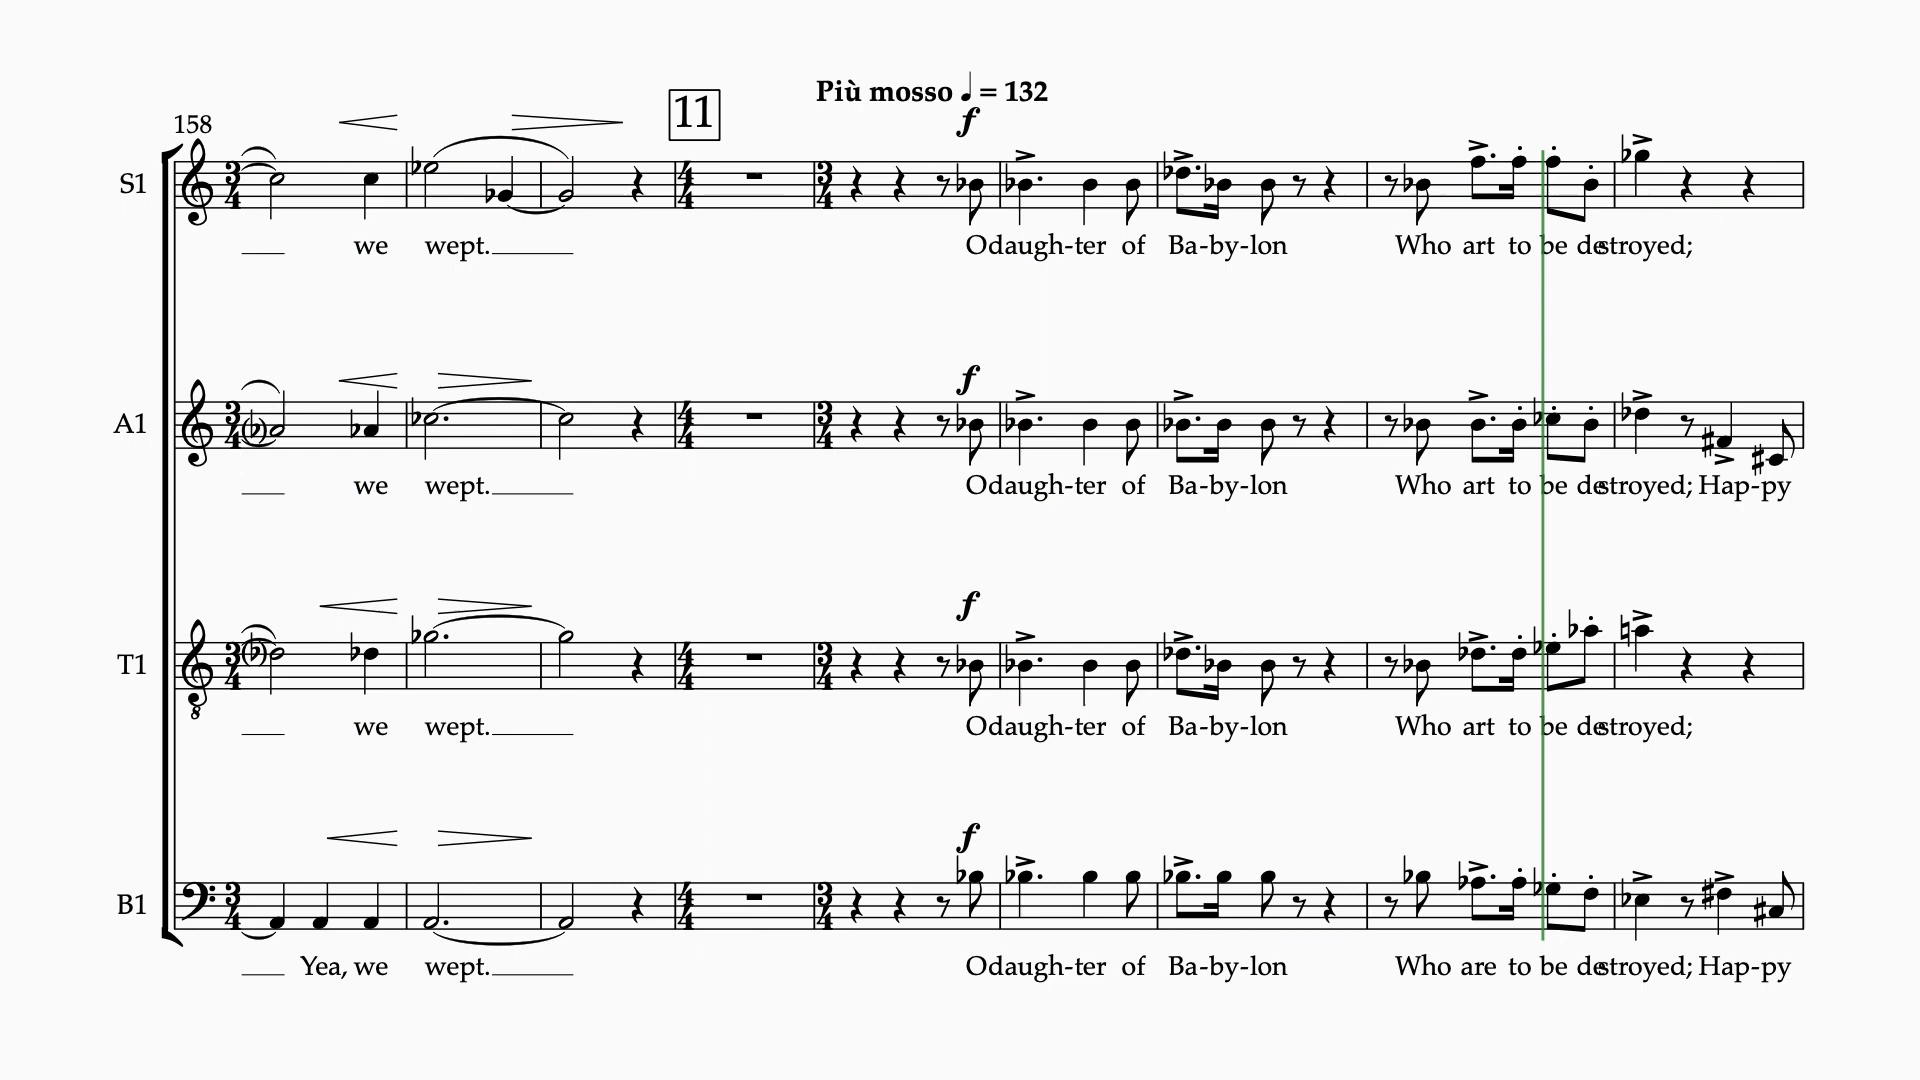 Più mosso ♩ = 132
11
158
S1
we wept. O daugh-ter of Ba-by-lon Who art to be destroyed;
A1
we wept. O daugh-ter of Ba-by-lon Who art to be destroyed; Hap-py
T1
we wept. O daugh-ter of Ba-by-lon Who art to be destroyed;
B1
Yea, we wept. O daugh-ter of Ba-by-lon Who are to be destroyed; Hap-py